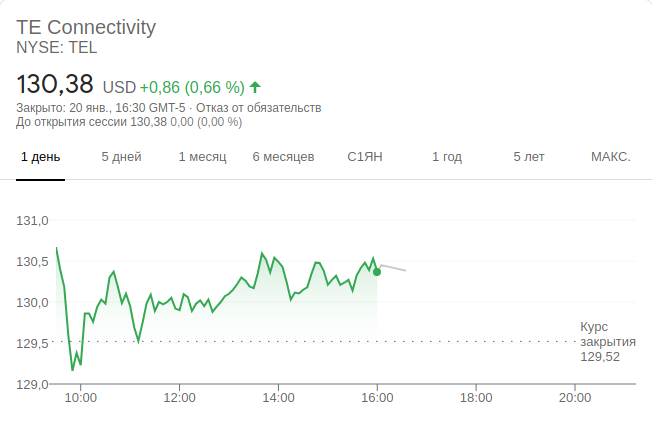 TE Connectivity
NYSE: TEL
130,38 USD +0,86 (0,66 %)
Закрыто: 20 янв., 16:30 GMT-5 · Отказ от обязательств
До открытия сессии 130,38 0,00 (0,00 %)
1 день 5 дней 1 месяц 6 месяцев С1ЯН 1 год 5 лет МАКС.
131,0
130,5
130,0
129,5
129,0
Курс
закрытия
129,52
10:00 12:00 14:00 16:00 18:00 20:00